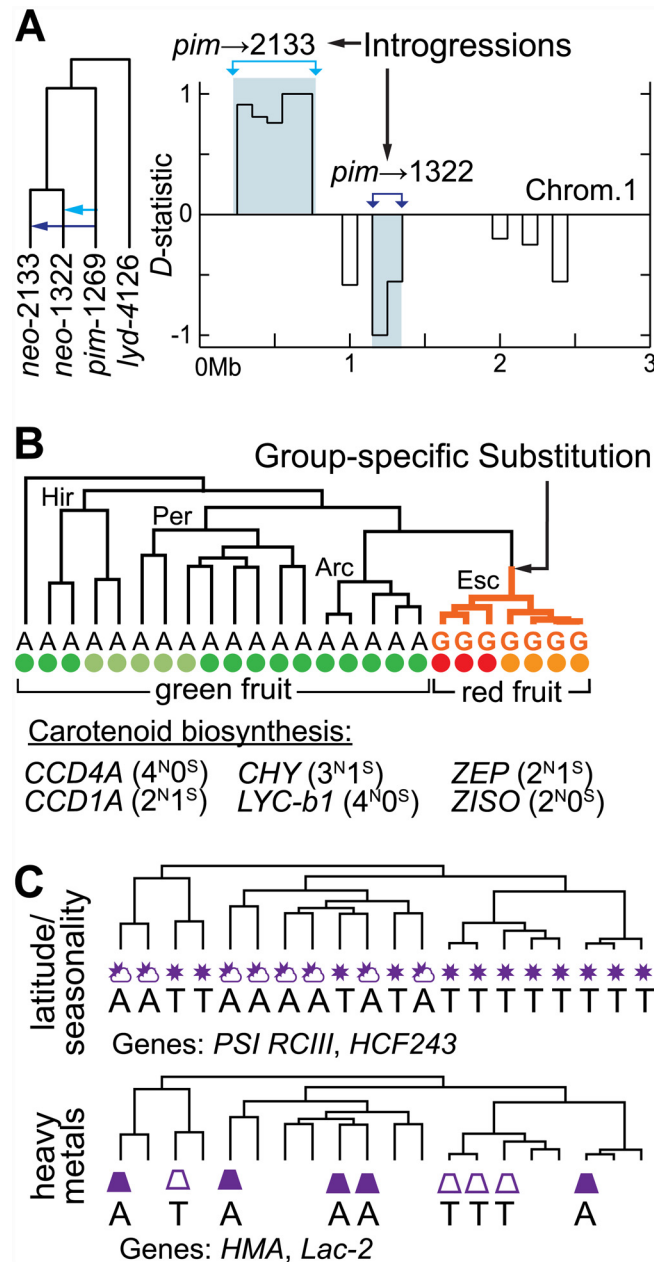 A
pim→2133
Introgressions
pim→1322
Chrom.1
D-statistic
1
0
-1
0Mb
1
2
3
neo-2133
neo-1322
pim-1269
lyd-4126
B
Group-specific Substitution
Hir
Per
Arc
Esc
A A A A A A A A A A A A A A A A A A G G G G G G G
green fruit
red fruit
Carotenoid biosynthesis:
CCD4A (4ᴺ0ˢ) CHY (3ᴺ1ˢ) ZEP (2ᴺ1ˢ)
CCD1A (2ᴺ1ˢ) LYC-b1 (4ᴺ0ˢ) ZISO (2ᴺ0ˢ)
C
latitude/
seasonality
A A T T A A A A T A T A T T T T T T T T
Genes: PSI RCIII, HCF243
heavy
metals
A T A A A T T T A
Genes: HMA, Lac-2